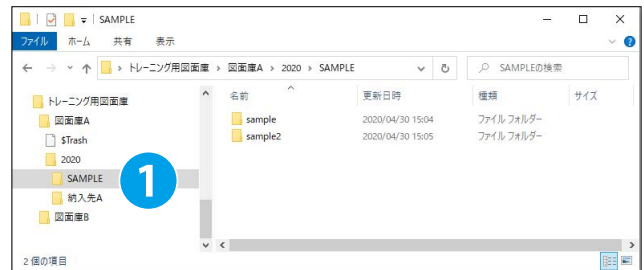 SAMPLE
ファイル ホーム 共有 表示
トレーニング用図面庫 › 図面庫A › 2020 › SAMPLE SAMPLEの検索
トレーニング用図面庫
図面庫A
$Trash
2020
SAMPLE
納入先A
図面庫B
1
名前 更新日時 種類 サイズ
sample 2020/04/30 15:04 ファイル フォルダー
sample2 2020/04/30 15:05 ファイル フォルダー
2 個の項目